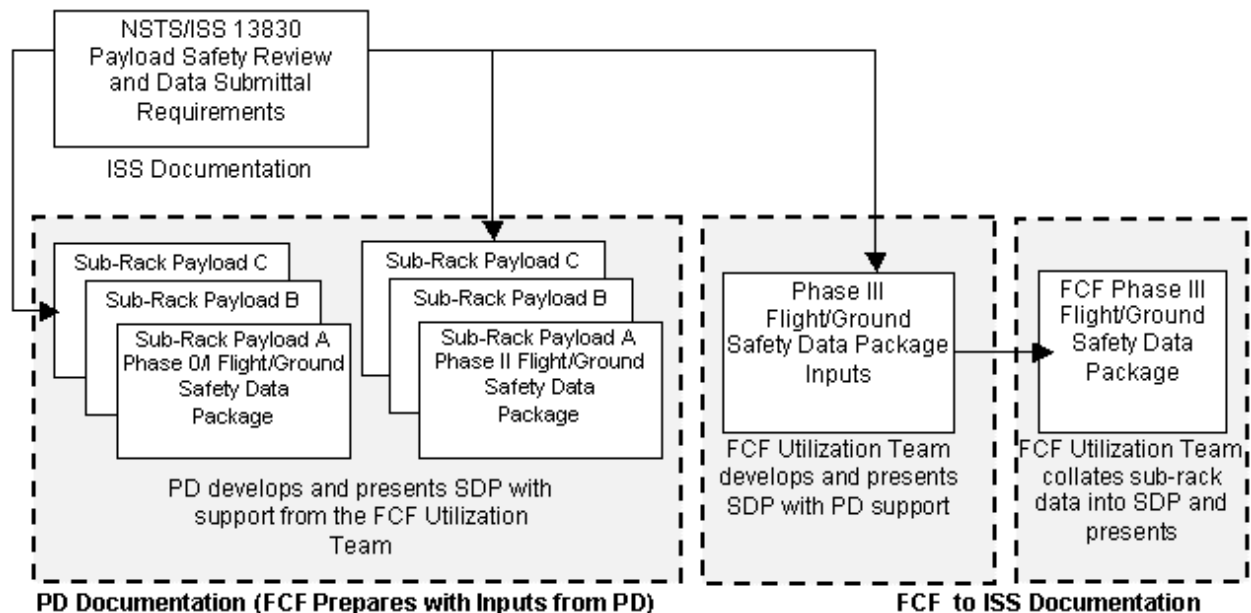 NSTS/ISS 13830
Payload Safety Review
and Data Submittal
Requirements
ISS Documentation
Sub-Rack Payload C
Sub-Rack Payload B
Sub-Rack Payload A
Phase 0/I Flight/Ground
Safety Data
Package
Sub-Rack Payload C
Sub-Rack Payload B
Sub-Rack Payload A
Phase II Flight/Ground
Safety Data
Package
PD develops and presents SDP with
support from the FCF Utilization
Team
Phase III
Flight/Ground
Safety Data Package
Inputs
FCF Utilization Team
develops and presents
SDP with PD support
FCF Phase III
Flight/Ground
Safety Data
Package
FCF Utilization Team
collates sub-rack
data into SDP and
presents
PD Documentation (FCF Prepares with Inputs from PD)
FCF to ISS Documentation